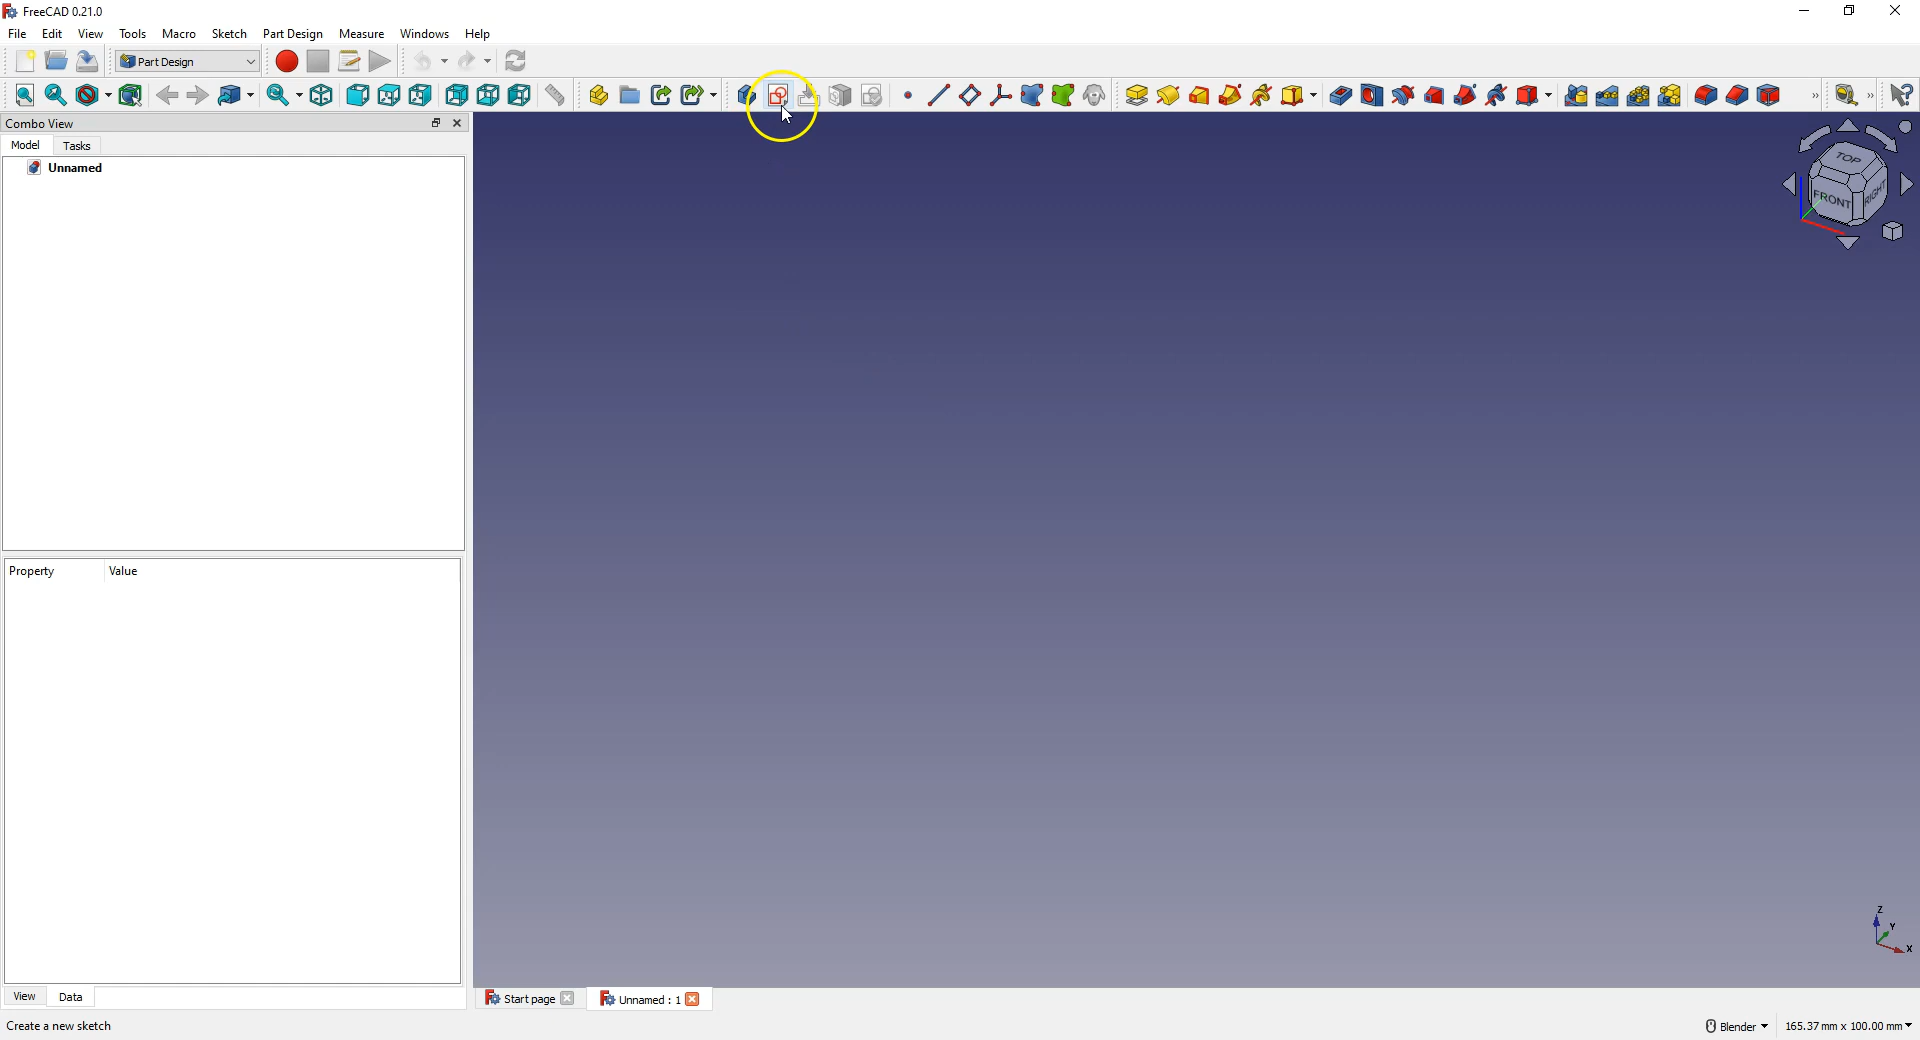 FreeCAD 0.21.0
File Edit View Tools Macro Sketch Part Design Measure Windows Help
Part Design
Combo View
Model Tasks
Unnamed
TOP
FRONT RIGHT
Property Value
Z
Y
X
View Data
Start page Unnamed : 1
Create a new sketch
Blender 165.37 mm x 100.00 mm